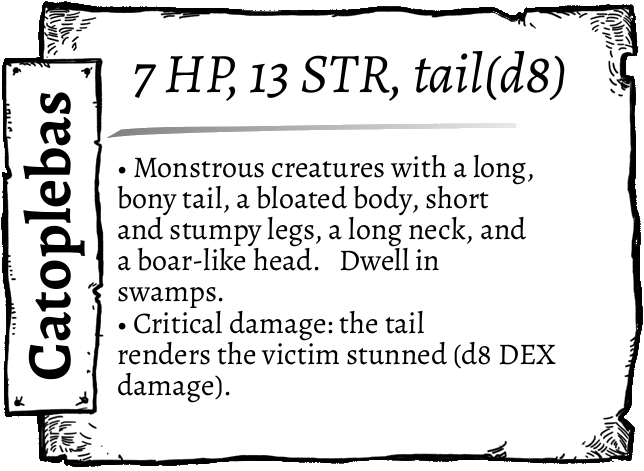 Catoplebas
7 HP, 13 STR, tail(d8)
• Monstrous creatures with a long,
bony tail, a bloated body, short
and stumpy legs, a long neck, and
a boar-like head.   Dwell in
swamps.
• Critical damage: the tail
renders the victim stunned (d8 DEX
damage).